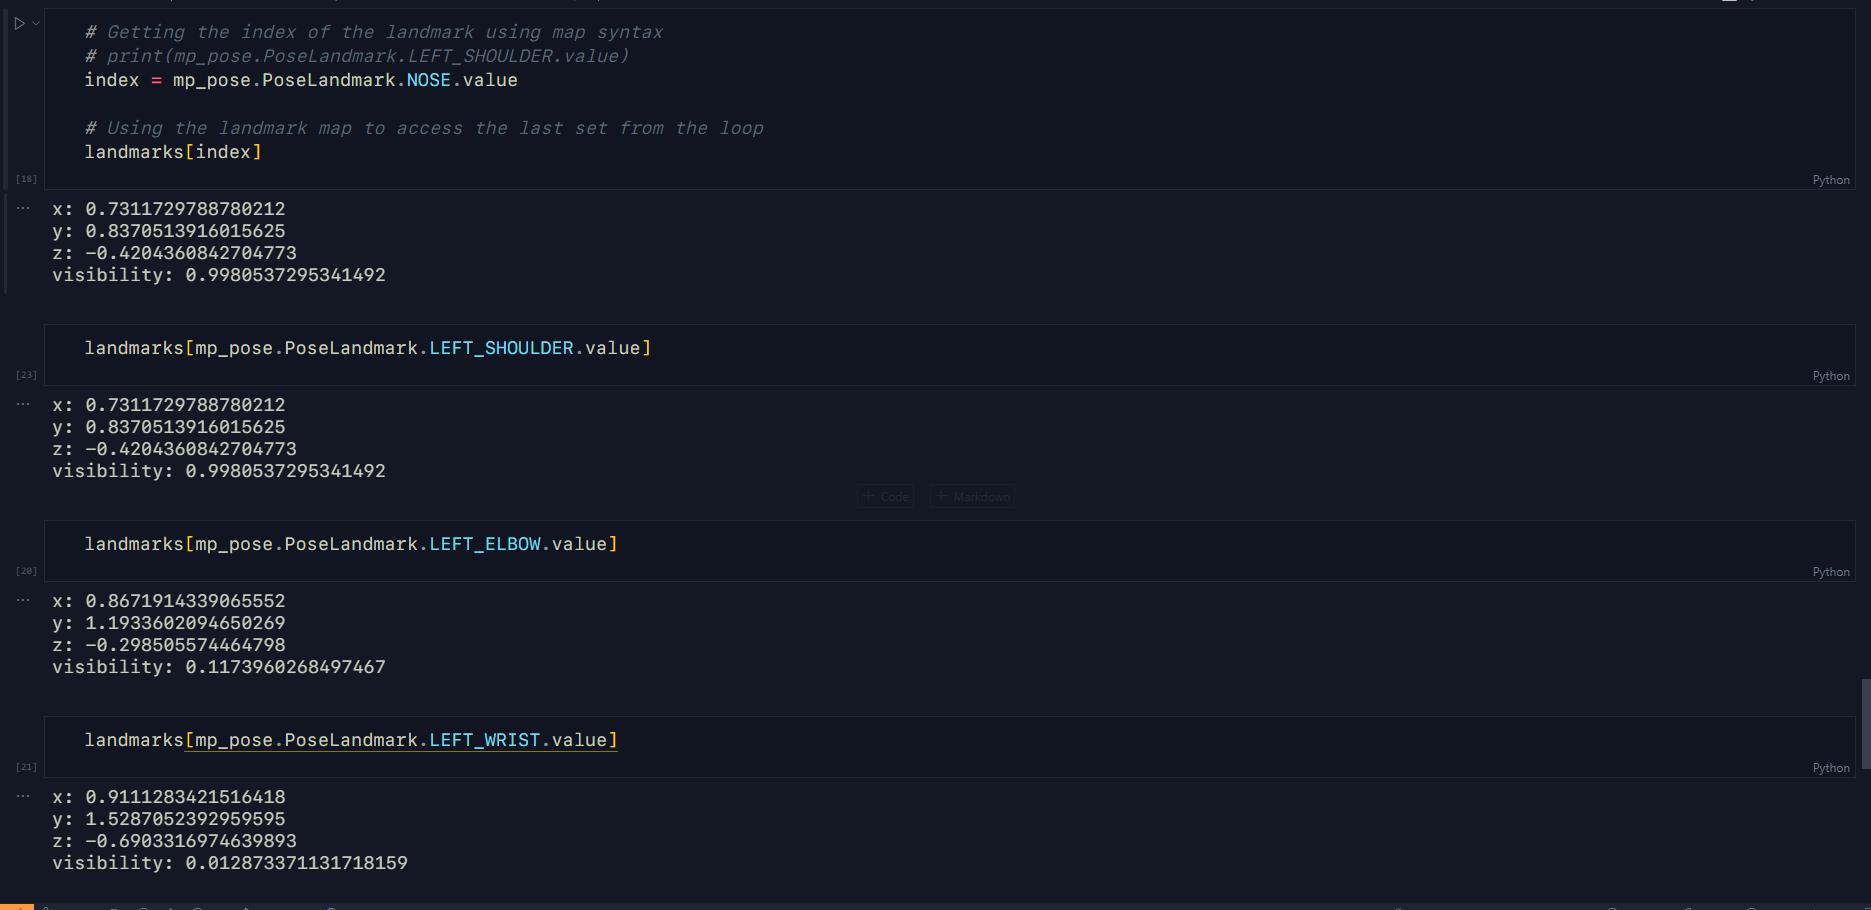 # Getting the index of the landmark using map syntax
# print(mp_pose.PoseLandmark.LEFT_SHOULDER.value)
index = mp_pose.PoseLandmark.NOSE.value
# Using the landmark map to access the last set from the loop
landmarks[index]
[18]
Python
... x: 0.7311729788780212
y: 0.8370513916015625
z: -0.4204360842704773
visibility: 0.9980537295341492
landmarks[mp_pose.PoseLandmark.LEFT_SHOULDER.value]
[23]
Python
... x: 0.7311729788780212
y: 0.8370513916015625
z: -0.4204360842704773
visibility: 0.9980537295341492
+ Code + Markdown
landmarks[mp_pose.PoseLandmark.LEFT_ELBOW.value]
[20]
Python
... x: 0.8671914339065552
y: 1.1933602094650269
z: -0.298505574464798
visibility: 0.1173960268497467
landmarks[mp_pose.PoseLandmark.LEFT_WRIST.value]
[21]
Python
... x: 0.9111283421516418
y: 1.5287052392959595
z: -0.6903316974639893
visibility: 0.012873371131718159